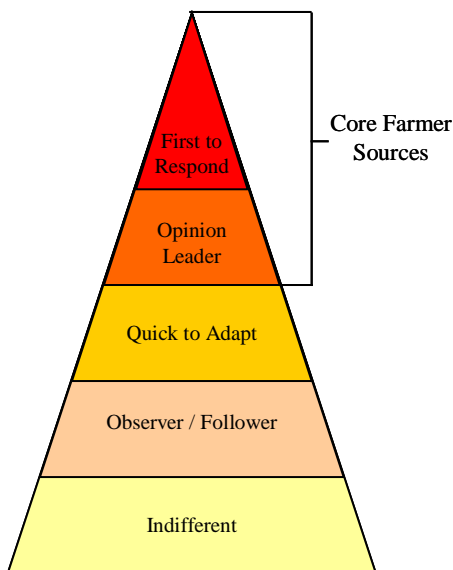 First to
Respond
Core Farmer
Sources
Opinion
Leader
Quick to Adapt
Observer / Follower
Indifferent